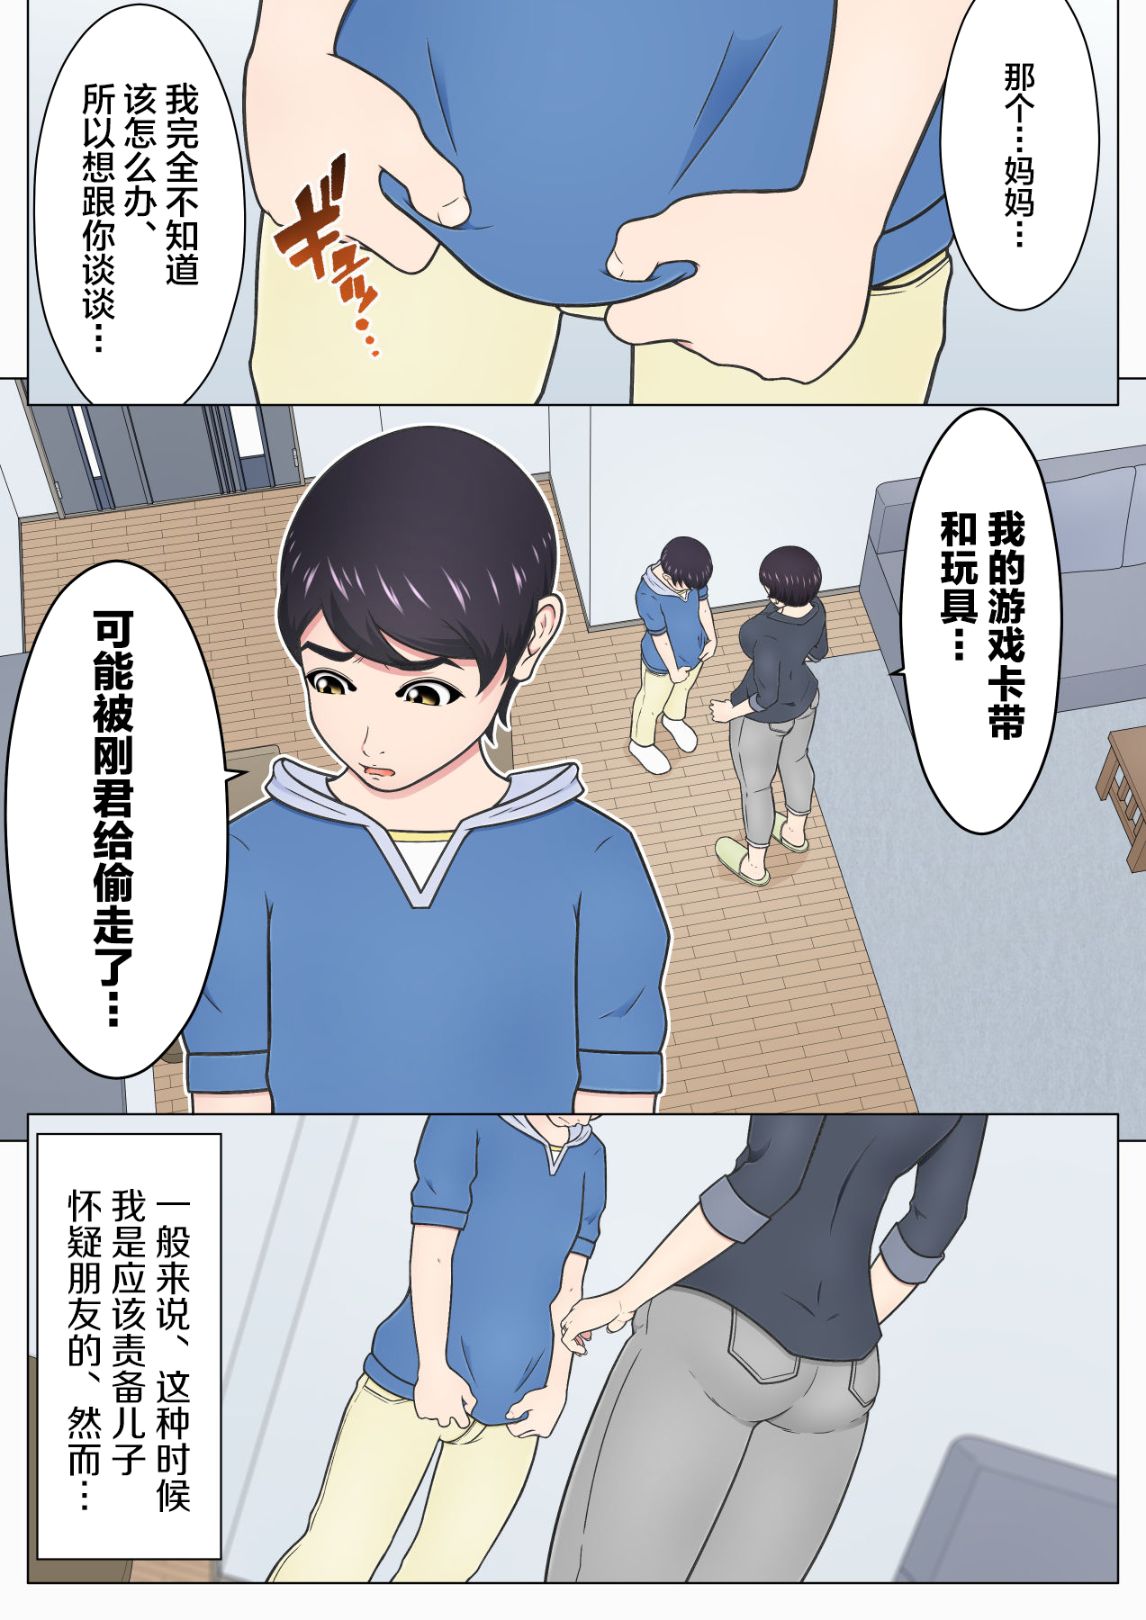 那个…妈妈…
我完全不知道
该怎么办、
所以想跟你谈谈…
ギュッ…
我的游戏卡带
和玩具…
可能被刚君给偷走了…
一般来说、这种时候
我是应该责备儿子
怀疑朋友的、然而…